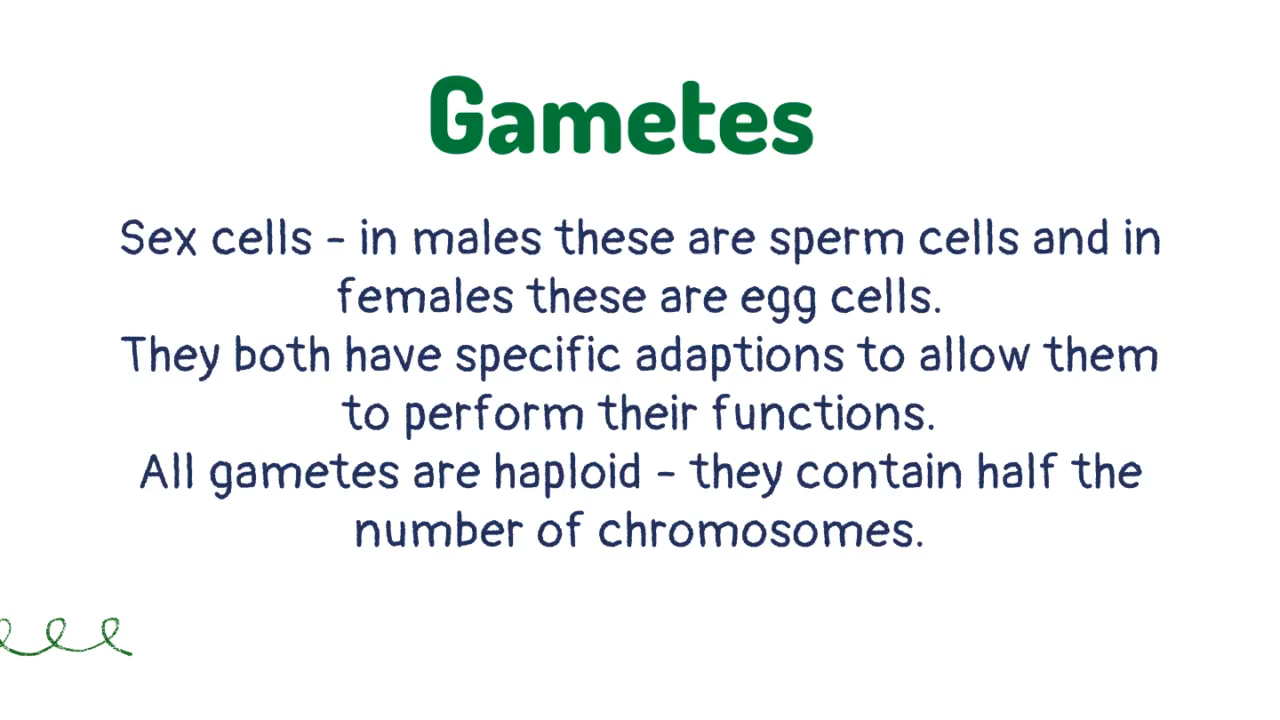 Gametes
Sex cells - in males these are sperm cells and in
females these are egg cells.
They both have specific adaptions to allow them
to perform their functions.
All gametes are haploid - they contain half the
number of chromosomes.